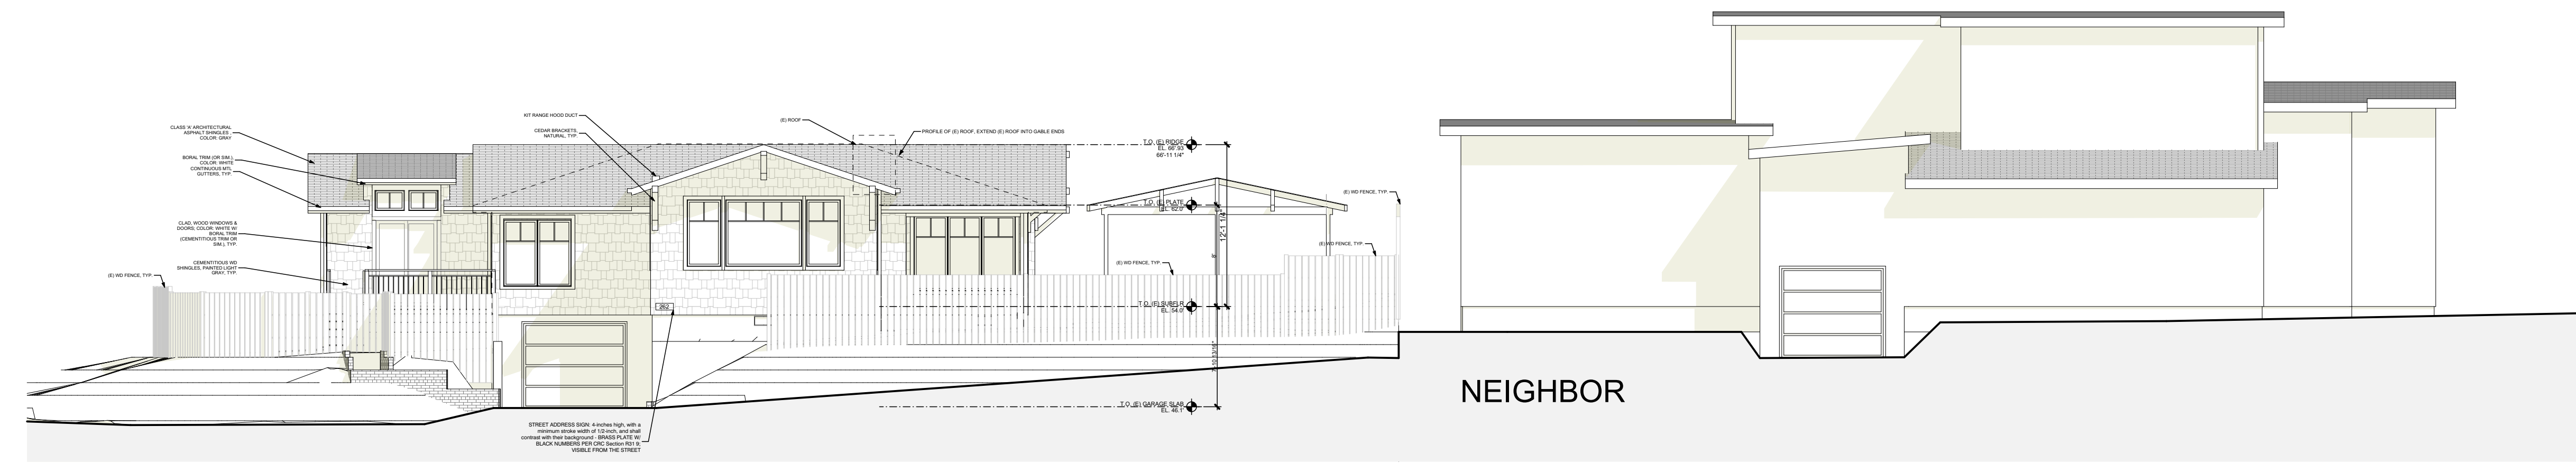 CLASS 'A' ARCHITECTURAL
ASPHALT SHINGLES ,
COLOR: GRAY
BORAL TRIM (OR SIM.),
COLOR: WHITE
CONTINUOUS MTL
GUTTERS, TYP.
CLAD, WOOD WINDOWS &
DOORS; COLOR: WHITE W/
BORAL TRIM
(CEMENTITIOUS TRIM OR
SIM.), TYP.
CEMENTITIOUS WD
SHINGLES, PAINTED LIGHT
GRAY, TYP.
(E) WD FENCE, TYP.
KIT RANGE HOOD DUCT
CEDAR BRACKETS,
NATURAL, TYP.
(E) ROOF
PROFILE OF (E) ROOF, EXTEND (E) ROOF INTO GABLE ENDS
262
STREET ADDRESS SIGN: 4-inches high, with a
minimum stroke width of 1/2-inch, and shall
contrast with their background - BRASS PLATE W/
BLACK NUMBERS PER CRC Section R31 9;
VISIBLE FROM THE STREET
T.O. (E) RIDGE
EL. 66.93
66'-11 1/4"
T.O. (E) PLATE
EL. 62.0'
12'-1 1/4"
8'
T.O. (E) SUBFLR
EL. 54.0'
T.O. (E) GARAGE SLAB
EL. 46.1'
(E) WD FENCE, TYP.
(E) WD FENCE, TYP.
(E) WD FENCE, TYP.
NEIGHBOR